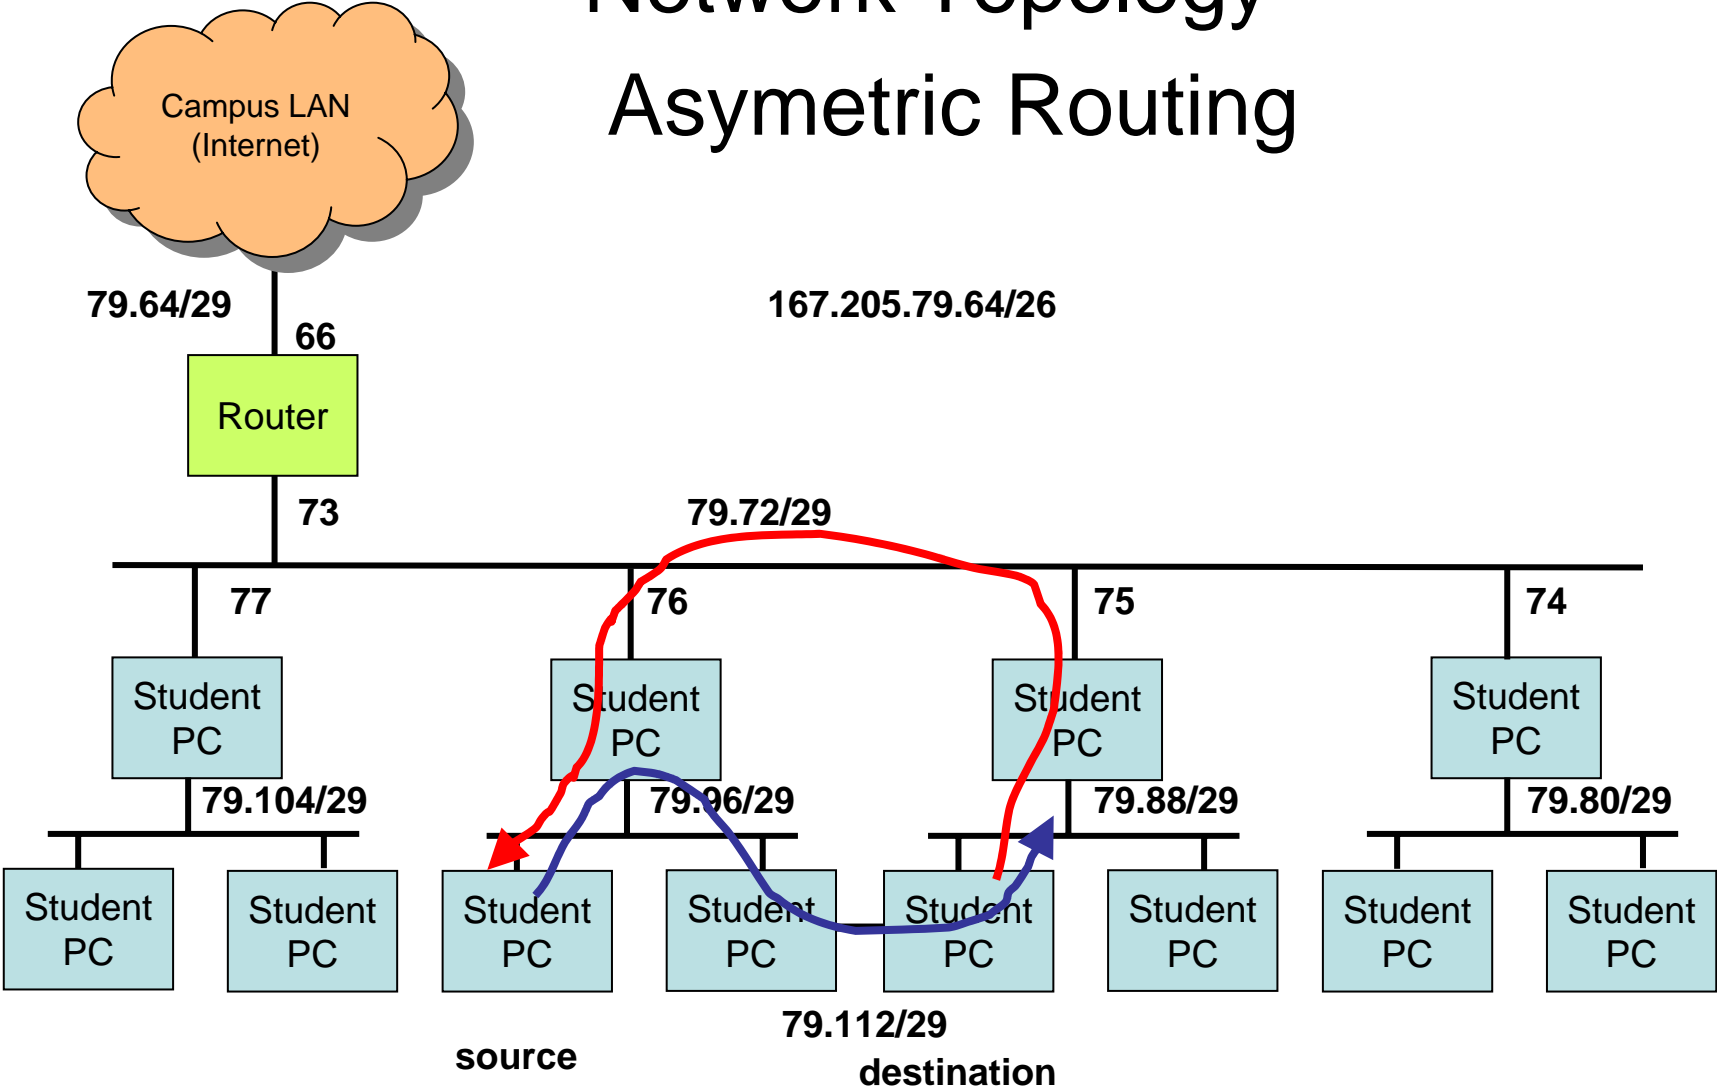 Network Topology
Asymetric Routing
Campus LAN
(Internet)
79.64/29
167.205.79.64/26
66
Router
73
79.72/29
77
76
75
74
Student
PC
Student
PC
Student
PC
Student
PC
79.104/29
79.96/29
79.88/29
79.80/29
Student
PC
Student
PC
Student
PC
Student
PC
Student
PC
Student
PC
Student
PC
Student
PC
79.112/29
source
destination